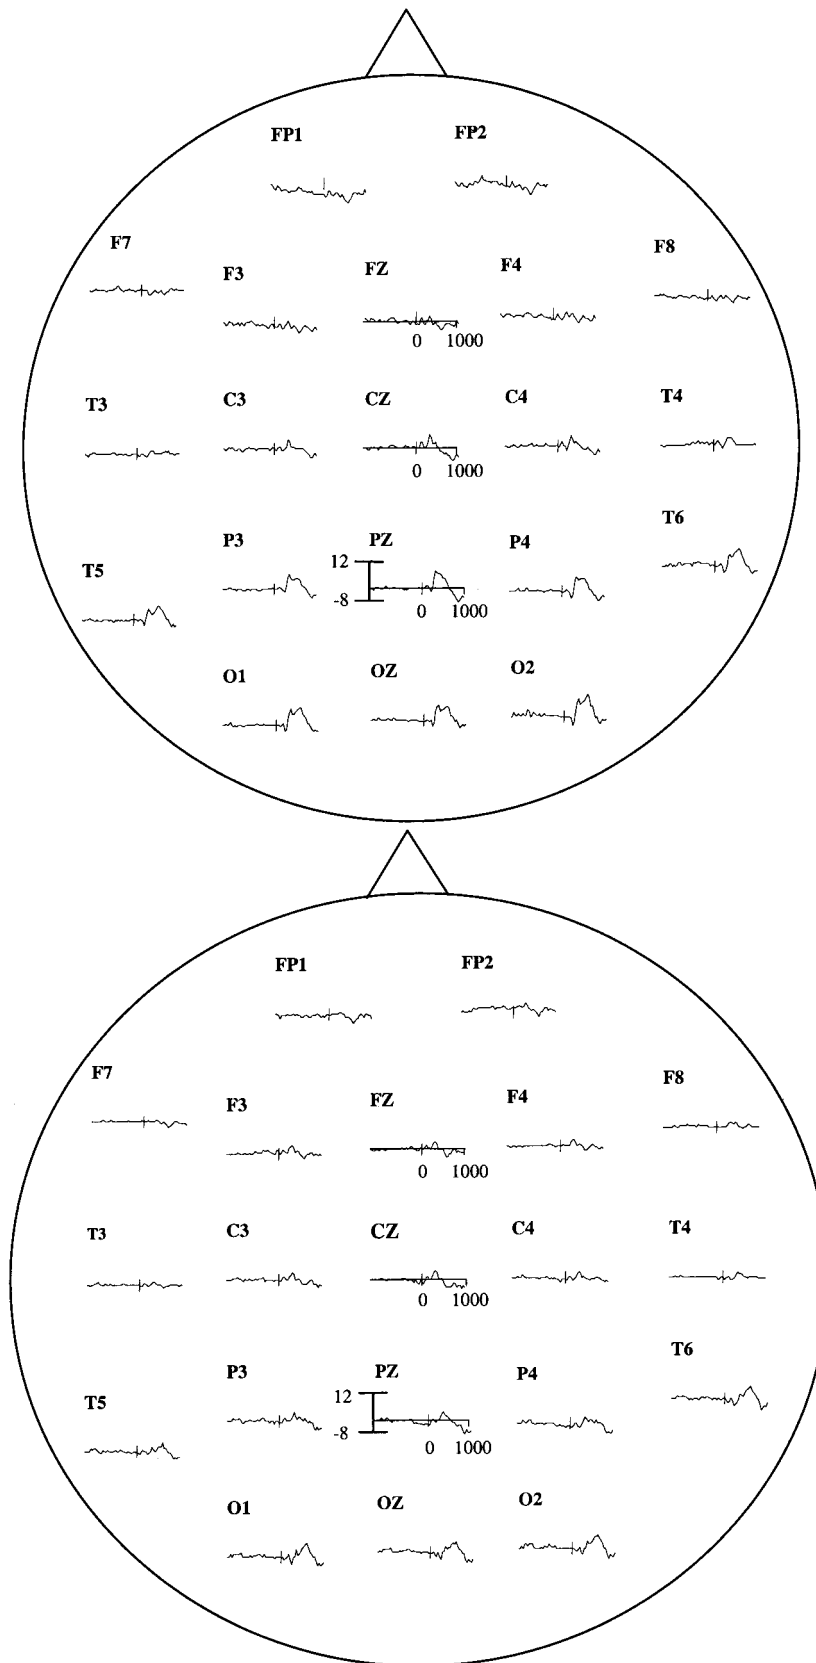 FP1 FP2
F7 F8
F3 FZ F4
0 1000
T3 C3 CZ C4 T4
0 1000
T6
P3 12 PZ P4
T5
-8 0 1000
O1 OZ O2
FP1 FP2
F7 F8
F3 FZ F4
0 1000
T3 C3 CZ C4 T4
0 1000
T6
P3 PZ P4
12
T5
-8
0 1000
O1 OZ O2